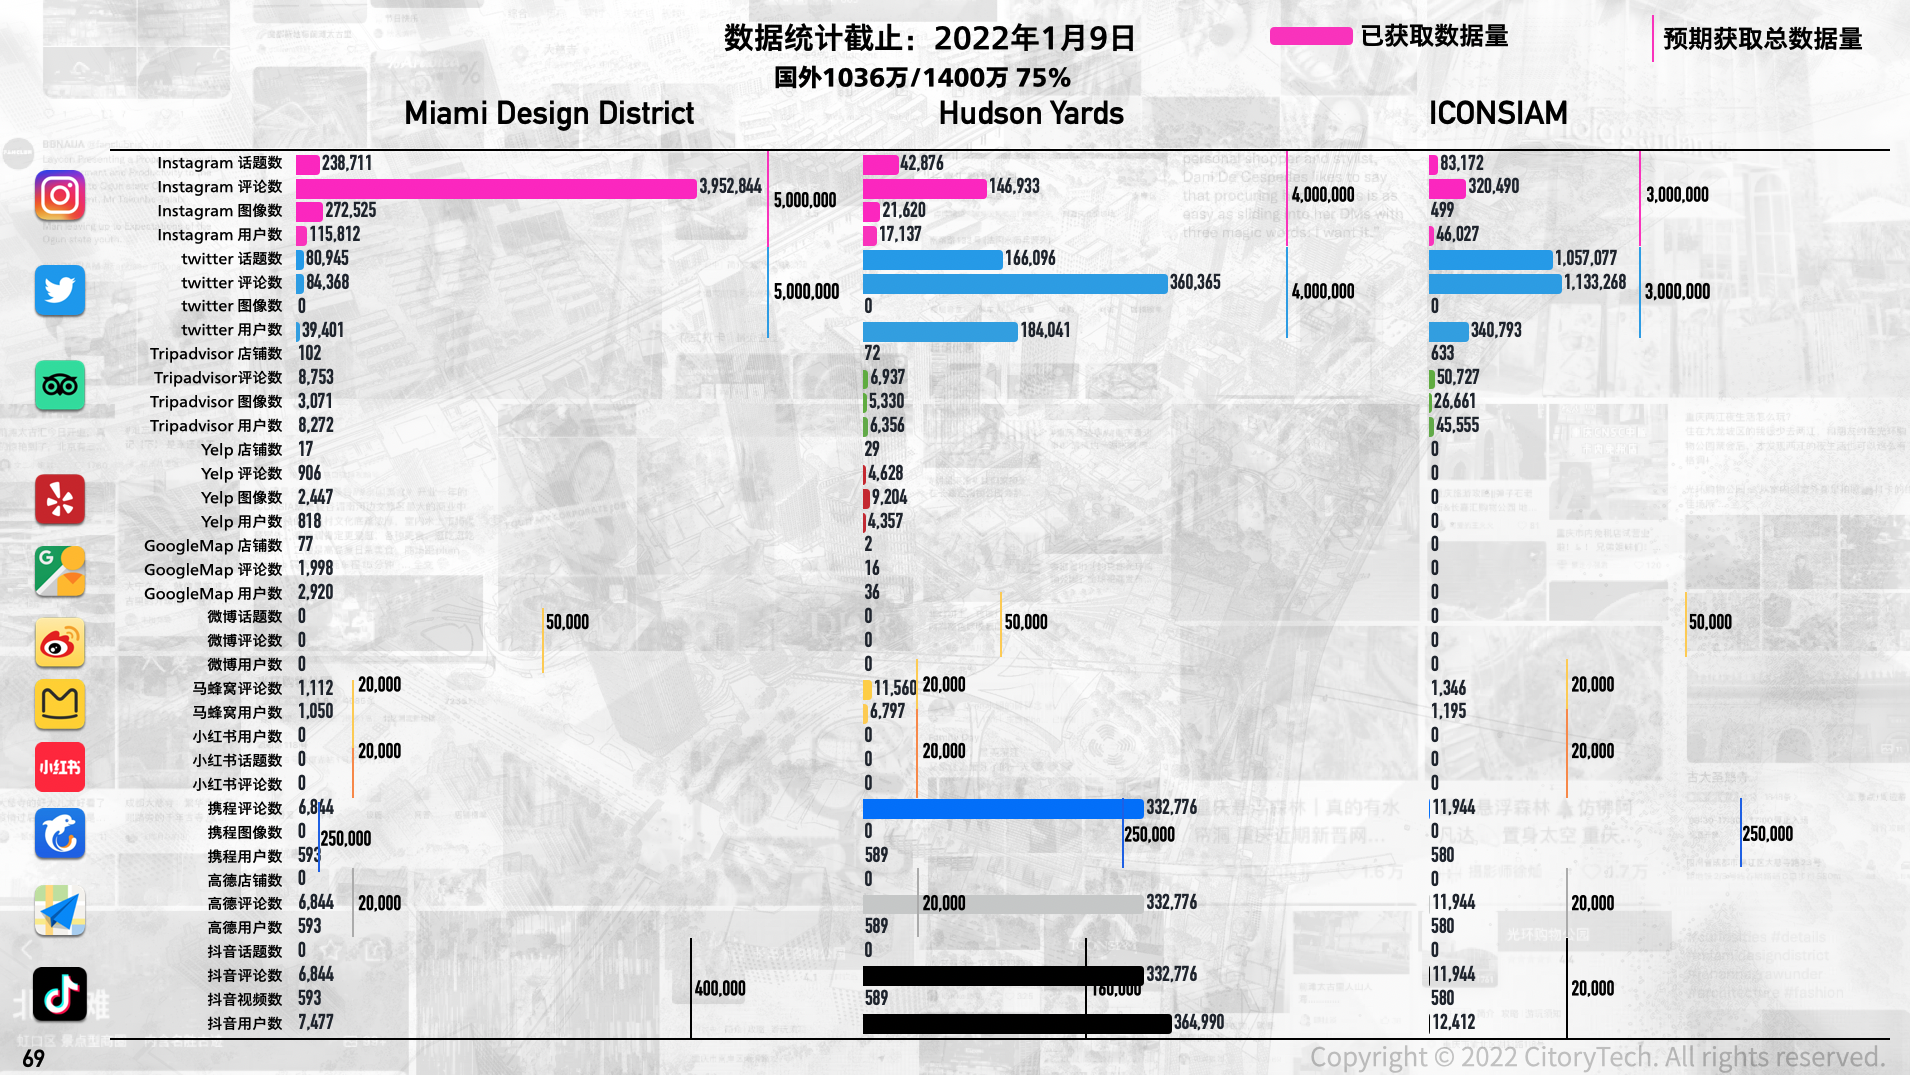 数据统计截止：2022年1月9日
国外1036万/1400万 75%
已获取数据量
预期获取总数据量
Miami Design District
Hudson Yards
ICONSIAM
Instagram 话题数 238,711 42,876 83,172
Instagram 评论数 3,952,844 5,000,000 146,933 4,000,000 320,490 3,000,000
Instagram 图像数 272,525 21,620 499
Instagram 用户数 115,812 17,137 46,027
twitter 话题数 80,945 166,096 1,057,077
twitter 评论数 84,368 5,000,000 360,365 4,000,000 1,133,268 3,000,000
twitter 图像数 0 0 0
twitter 用户数 39,401 184,041 340,793
Tripadvisor 店铺数 102 72 633
Tripadvisor评论数 8,753 6,937 50,727
Tripadvisor 图像数 3,071 5,330 26,661
Tripadvisor 用户数 8,272 6,356 45,555
Yelp 店铺数 17 29 0
Yelp 评论数 906 4,628 0
Yelp 图像数 2,447 9,204 0
Yelp 用户数 818 4,357 0
GoogleMap 店铺数 77 2 0
GoogleMap 评论数 1,998 16 0
GoogleMap 用户数 2,920 36 0
微博话题数 0 50,000 0 50,000 0 50,000
微博评论数 0 0 0
微博用户数 0 0 0
马蜂窝评论数 1,112 20,000 11,560 20,000 1,346 20,000
马蜂窝用户数 1,050 6,797 1,195
小红书用户数 0 0 0
小红书
小红书话题数 0 20,000 0 20,000 0 20,000
小红书评论数 0 0 0
携程评论数 6,844 332,776 11,944
携程图像数 0 250,000 0 250,000 0 250,000
携程用户数 593 589 580
高德店铺数 0 0 0
高德评论数 6,844 20,000 20,000 332,776 11,944 20,000
高德用户数 593 589 580
抖音话题数 0 0 0
抖音评论数 6,844 332,776 11,944
抖音视频数 593 400,000 589 160,000 580 20,000
抖音用户数 7,477 364,990 12,412
69
Copyright © 2022 CitoryTech. All rights reserved.